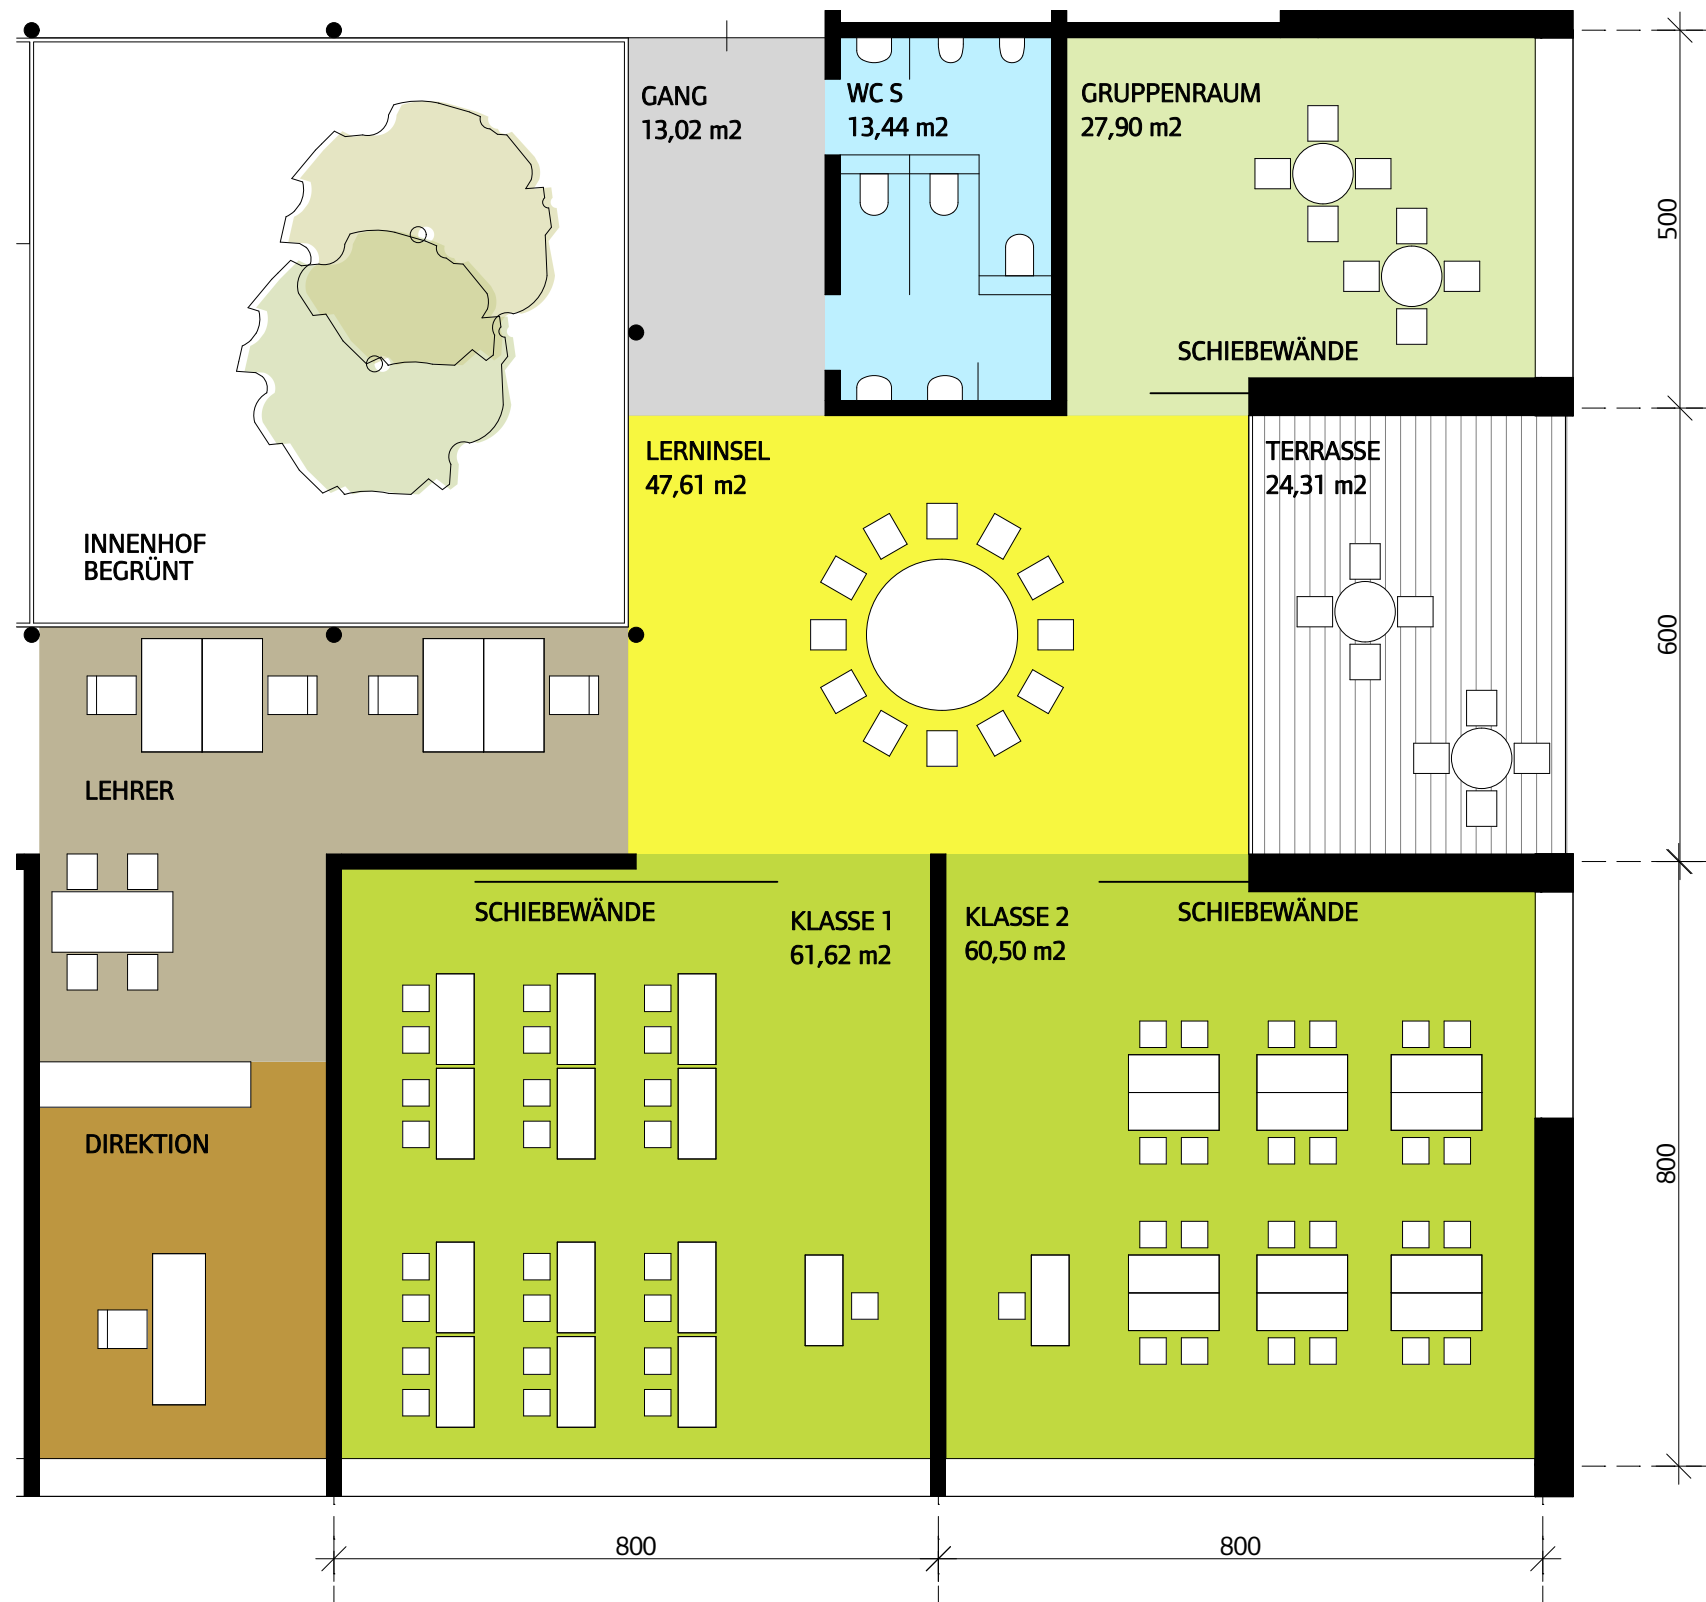 GANG
13,02 m2
WC S
13,44 m2
GRUPPENRAUM
27,90 m2
500
SCHIEBEWÄNDE
LERNINSEL
47,61 m2
TERRASSE
24,31 m2
INNENHOF
BEGRÜNT
600
LEHRER
SCHIEBEWÄNDE
KLASSE 1
61,62 m2
KLASSE 2
60,50 m2
SCHIEBEWÄNDE
DIREKTION
800
800
800